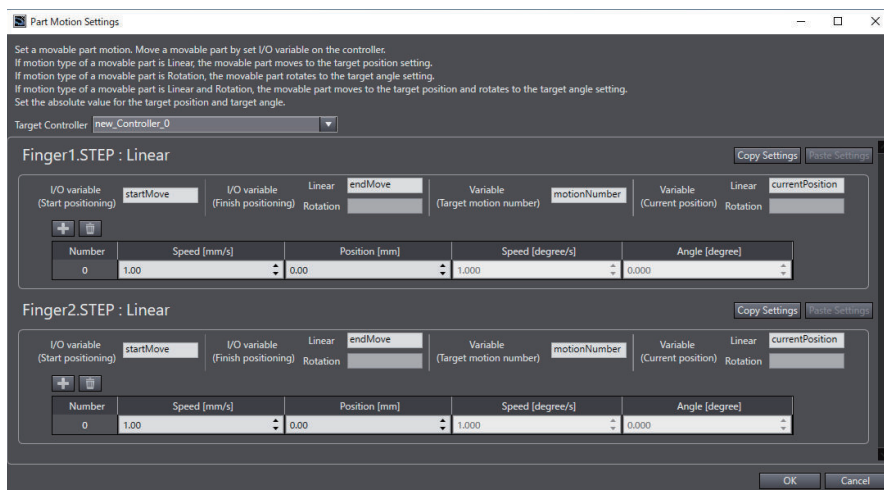 Part Motion Settings
Set a movable part motion. Move a movable part by set I/O variable on the controller.
If motion type of a movable part is Linear, the movable part moves to the target position setting.
If motion type of a movable part is Rotation, the movable part rotates to the target angle setting.
If motion type of a movable part is Linear and Rotation, the movable part moves to the target position and rotates to the target angle setting.
Set the absolute value for the target position and target angle.
Target Controller new_Controller_0
Finger1.STEP : Linear Copy Settings Paste Settings
I/O variable (Start positioning) startMove I/O variable (Finish positioning) Linear endMove Rotation Variable (Target motion number) motionNumber Variable (Current position) Linear currentPosition Rotation
Number Speed [mm/s] Position [mm] Speed [degree/s] Angle [degree]
0 1.00 0.00 1.000 0.000
Finger2.STEP : Linear Copy Settings Paste Settings
I/O variable (Start positioning) startMove I/O variable (Finish positioning) Linear endMove Rotation Variable (Target motion number) motionNumber Variable (Current position) Linear currentPosition Rotation
Number Speed [mm/s] Position [mm] Speed [degree/s] Angle [degree]
0 1.00 0.00 1.000 0.000
OK Cancel